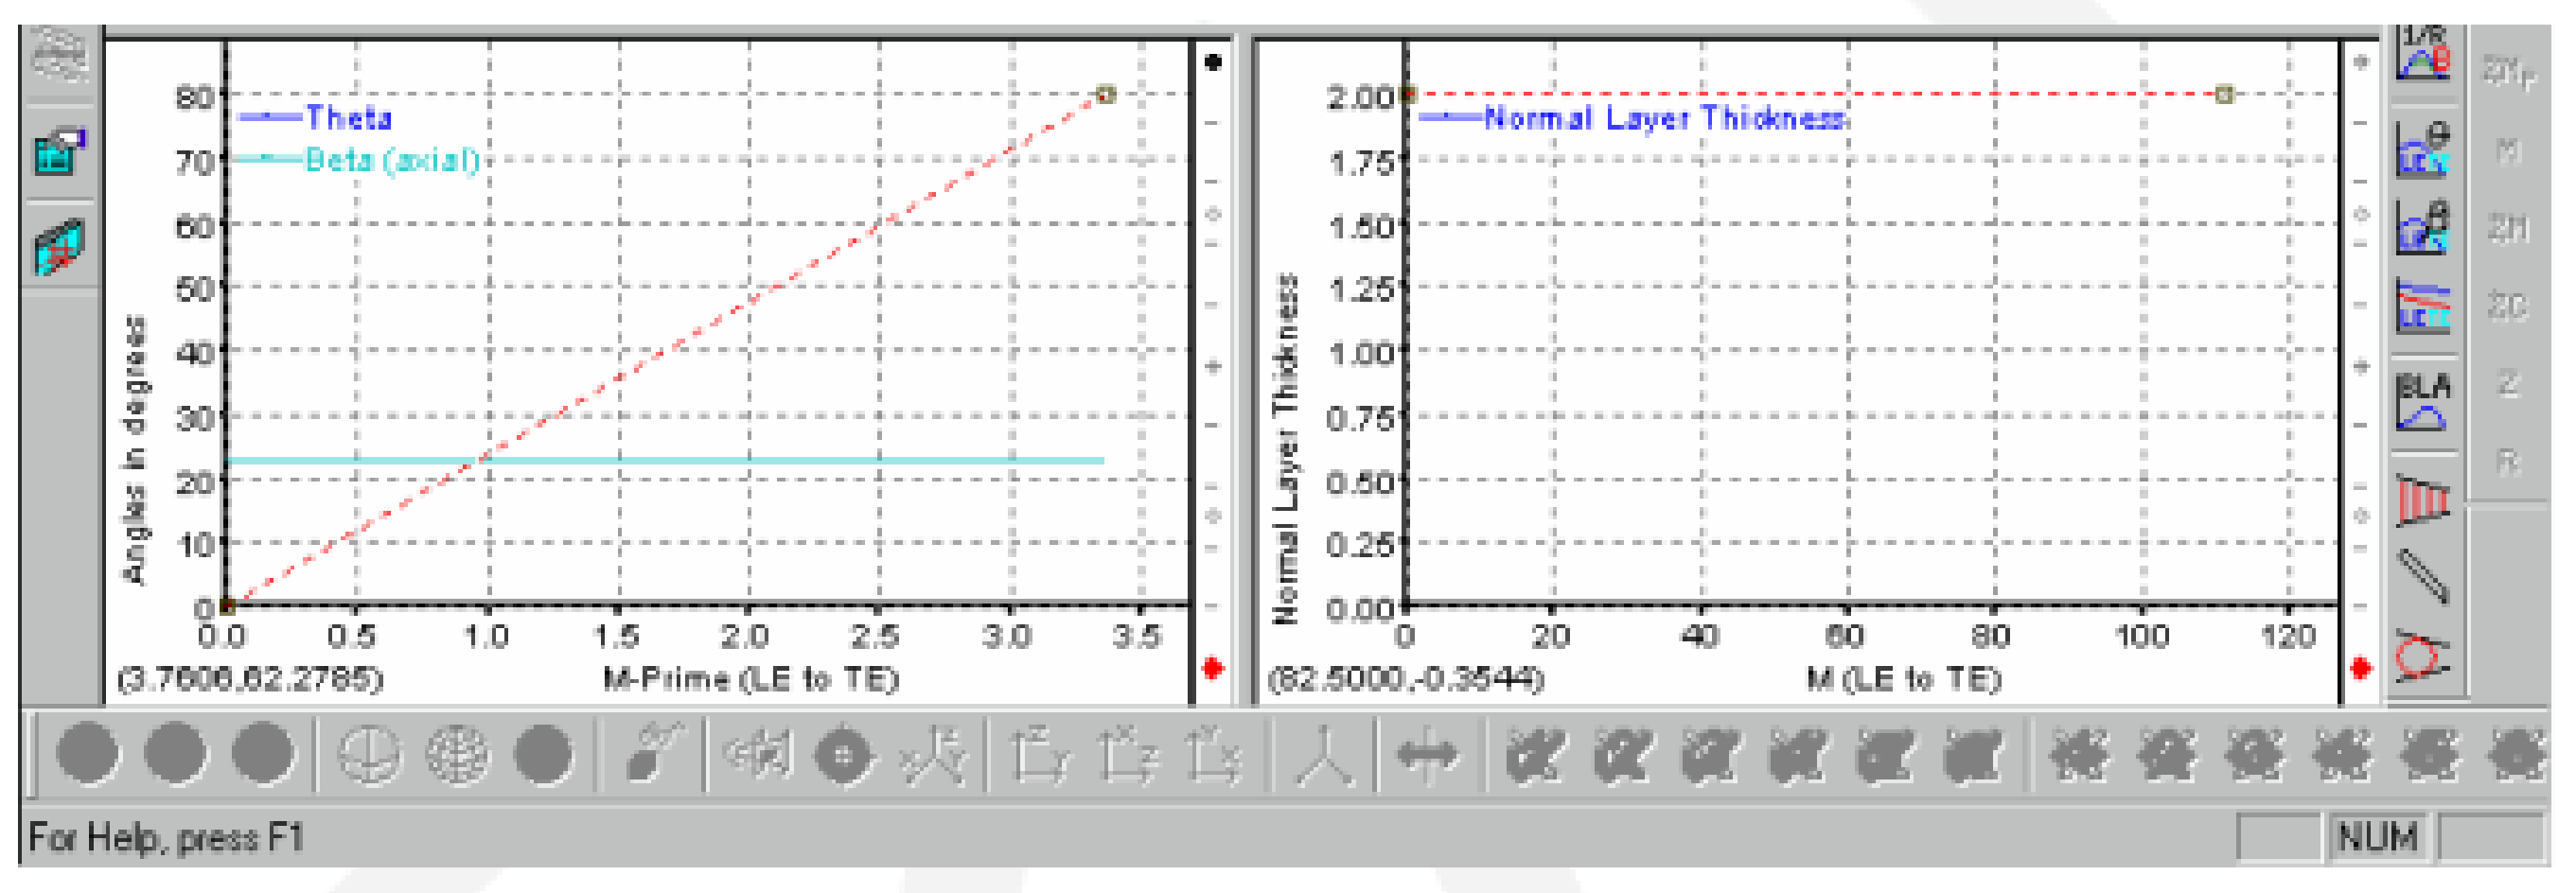 80
70
60
50
40
30
20
10
0
Theta
Beta (axial)
Angles in degrees
0.0 0.5 1.0 1.5 2.0 2.5 3.0 3.5
(3.7606,62.2785) M-Prime (LE to TE)
2.00
1.75
1.50
1.25
1.00
0.75
0.50
0.25
0.00
Normal Layer Thickness
Normal Layer Thickness
0 20 40 60 80 100 120
(82.5000,-0.3544) M (LE to TE)
1/R
BLA
M
ZM
Z
R
For Help, press F1 NUM